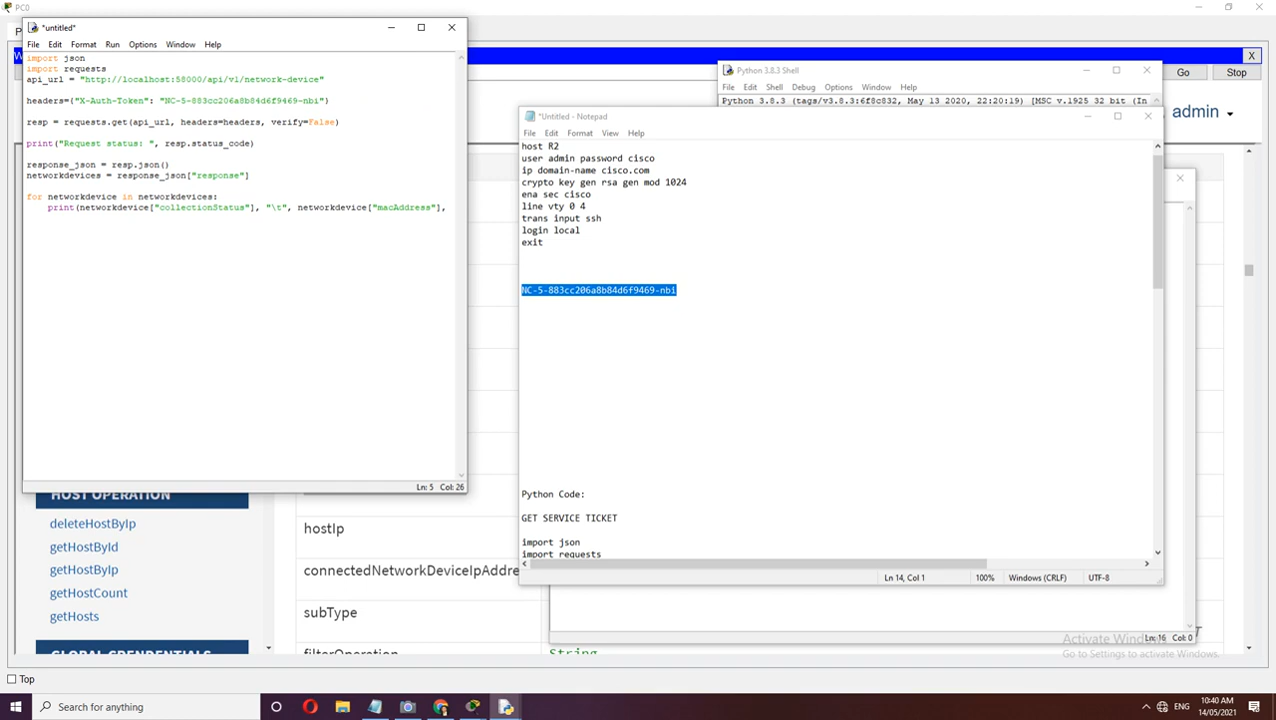 PC0
*untitled*
File Edit Format Run Options Window Help
import json
import requests
api_url = "http://localhost:58000/api/v1/network-device"
headers={"X-Auth-Token": "NC-5-883cc206a8b84d6f9469-nbi"}
resp = requests.get(api_url, headers=headers, verify=False)
print("Request status: ", resp.status_code)
response_json = resp.json()
networkdevices = response_json["response"]
for networkdevice in networkdevices:
print(networkdevice["collectionStatus"], "\t", networkdevice["macAddress"],
Ln: 5 Col: 26
X
Go Stop
admin
Python 3.8.3 Shell
File Edit Shell Debug Options Window Help
Python 3.8.3 (tags/v3.8.3:6f8c832, May 13 2020, 22:20:19) [MSC v.1925 32 bit (In
*Untitled - Notepad
File Edit Format View Help
host R2
user admin password cisco
ip domain-name cisco.com
crypto key gen rsa gen mod 1024
ena sec cisco
line vty 0 4
trans input ssh
login local
exit
NC-5-883cc206a8b84d6f9469-nbi
Python Code:
GET SERVICE TICKET
import json
import requests
Ln 14, Col 1 100% Windows (CRLF) UTF-8
Ln: 16 Col: 0
HOST OPERATION
deleteHostByIp
getHostById
getHostByIp
getHostCount
getHosts
GLOBAL CRENDENTIALS
hostIp
connectedNetworkDeviceIpAddre
subType
filterOperation
String
Activate Windows
Go to Settings to activate Windows.
Top
Search for anything
ENG
10:40 AM
14/05/2021